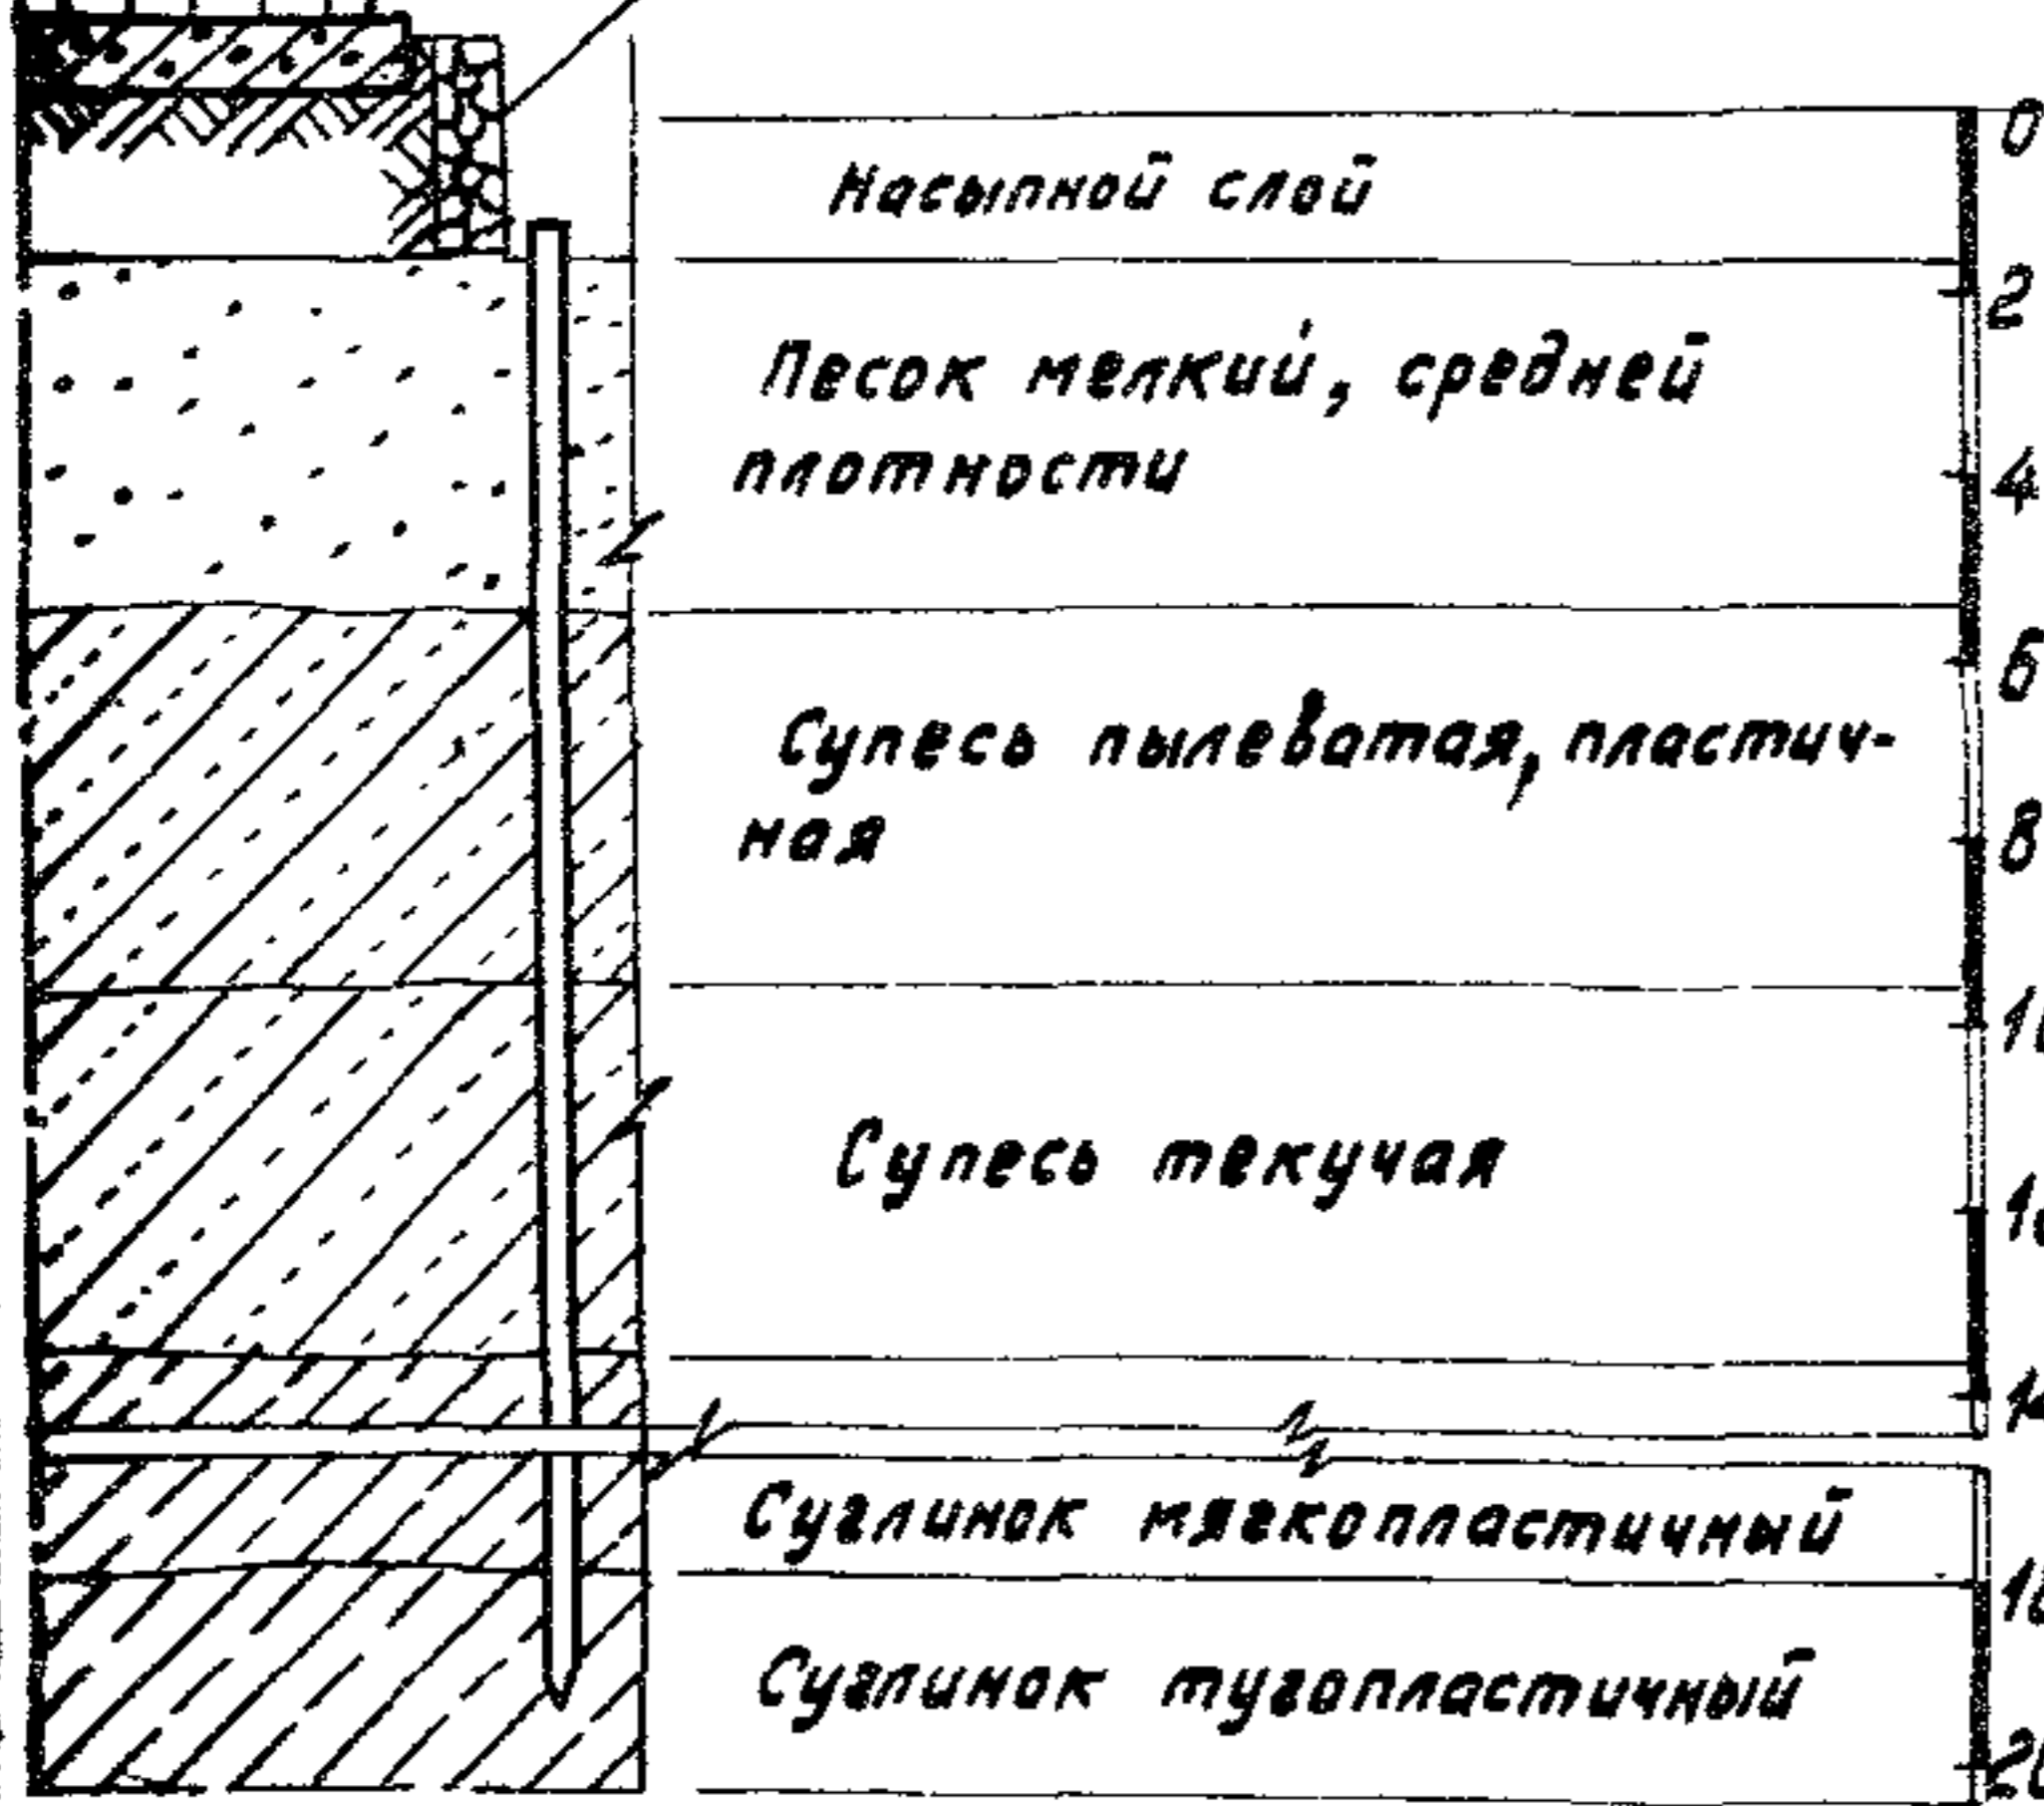 0
Насыпной слой
2
Песок мелкий, средней
плотности
4
6
Супесь пылеватая, пластич-
ная
8
Супесь текучая
Суглинок мягкопластичный
Суглинок тугопластичный